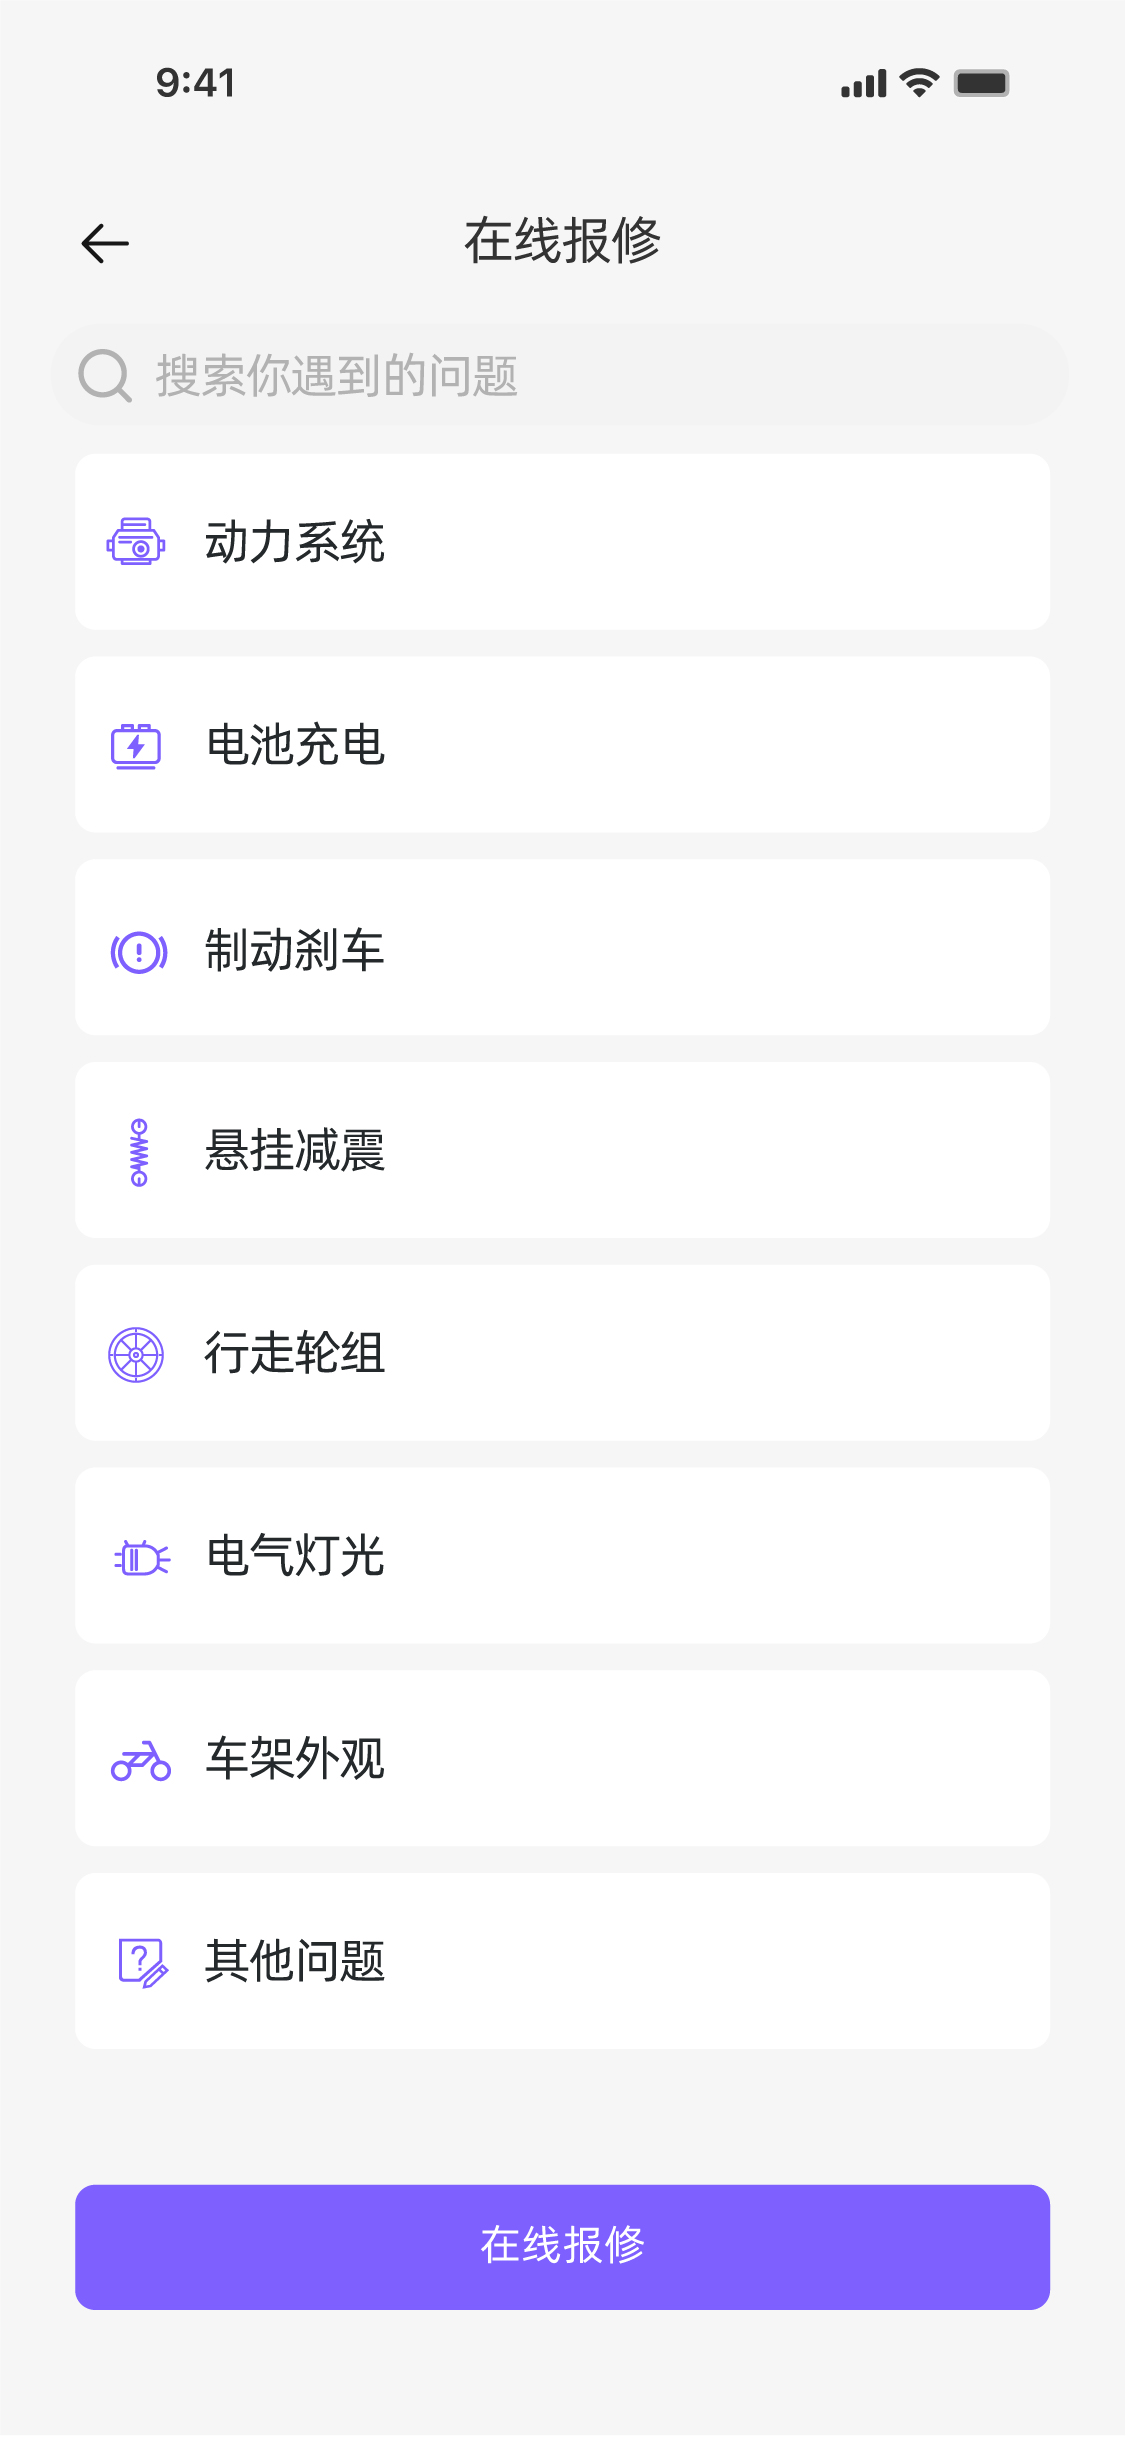 9:41
在线报修
搜索你遇到的问题
动力系统
电池充电
制动刹车
悬挂减震
行走轮组
电气灯光
车架外观
其他问题
在线报修